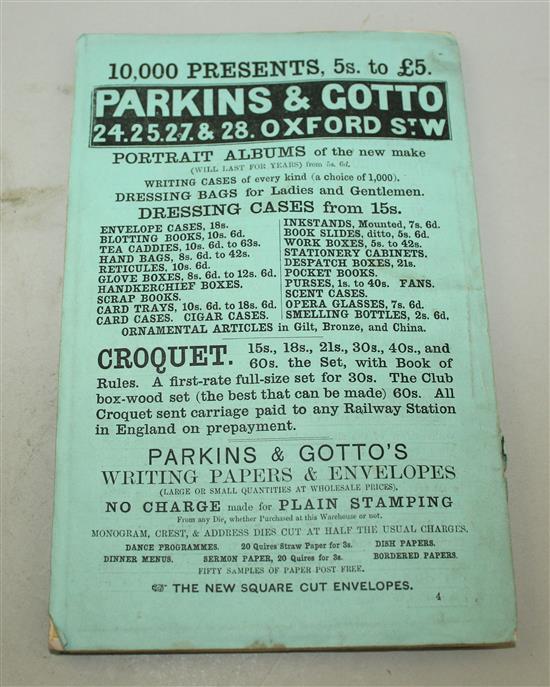 10,000 PRESENTS, 5s. to £5.
PARKINS & GOTTO
24.25.27.& 28. OXFORD ST W
PORTRAIT ALBUMS of the new make
(WILL LAST FOR YEARS) from 5s. 6d.
WRITING CASES of every kind (a choice of 1,000).
DRESSING BAGS for Ladies and Gentlemen.
DRESSING CASES from 15s.
ENVELOPE CASES, 18s.
BLOTTING BOOKS, 10s. 6d.
TEA CADDIES, 10s. 6d. to 63s.
HAND BAGS, 8s. 6d. to 42s.
RETICULES, 10s. 6d.
GLOVE BOXES, 8s. 6d. to 12s. 6d.
HANDKERCHIEF BOXES.
SCRAP BOOKS.
CARD TRAYS, 10s. 6d. to 18s. 6d.
CARD CASES. CIGAR CASES.
INKSTANDS, Mounted, 7s. 6d.
BOOK SLIDES, ditto, 5s. 6d.
WORK BOXES, 5s. to 42s.
STATIONERY CABINETS.
DESPATCH BOXES, 21s.
POCKET BOOKS.
PURSES, 1s. to 40s. FANS.
SCENT CASES.
OPERA GLASSES, 7s. 6d.
SMELLING BOTTLES, 2s. 6d.
ORNAMENTAL ARTICLES in Gilt, Bronze, and China.
CROQUET. 15s., 18s., 21s., 30s., 40s., and
60s. the Set, with Book of
Rules. A first-rate full-size set for 30s. The Club
box-wood set (the best that can be made) 60s. All
Croquet sent carriage paid to any Railway Station
in England on prepayment.
PARKINS & GOTTO'S
WRITING PAPERS & ENVELOPES
(LARGE OR SMALL QUANTITIES AT WHOLESALE PRICES).
NO CHARGE made for PLAIN STAMPING
From any Die, whether Purchased at this Warehouse or not.
MONOGRAM, CREST, & ADDRESS DIES CUT AT HALF THE USUAL CHARGES.
DANCE PROGRAMMES. 20 Quires Straw Paper for 3s. DISH PAPERS.
DINNER MENUS. SERMON PAPER, 20 Quires for 3s. BORDERED PAPERS.
FIFTY SAMPLES OF PAPER POST FREE.
☞ THE NEW SQUARE CUT ENVELOPES.
4